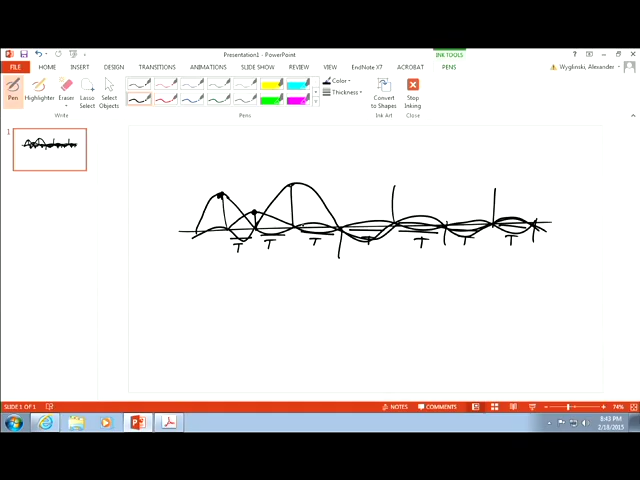 Presentation1 - PowerPoint
INK TOOLS
FILE HOME INSERT DESIGN TRANSITIONS ANIMATIONS SLIDE SHOW REVIEW VIEW EndNote X7 ACROBAT PENS
Wyglinski, Alexander
Pen Highlighter Eraser Lasso Select Select Objects
Color
Thickness
Convert to Shapes
Stop Inking
Write Pens Ink Art Close
1
T T T T T T T
SLIDE 1 OF 1 NOTES COMMENTS 74%
8:43 PM
2/18/2015